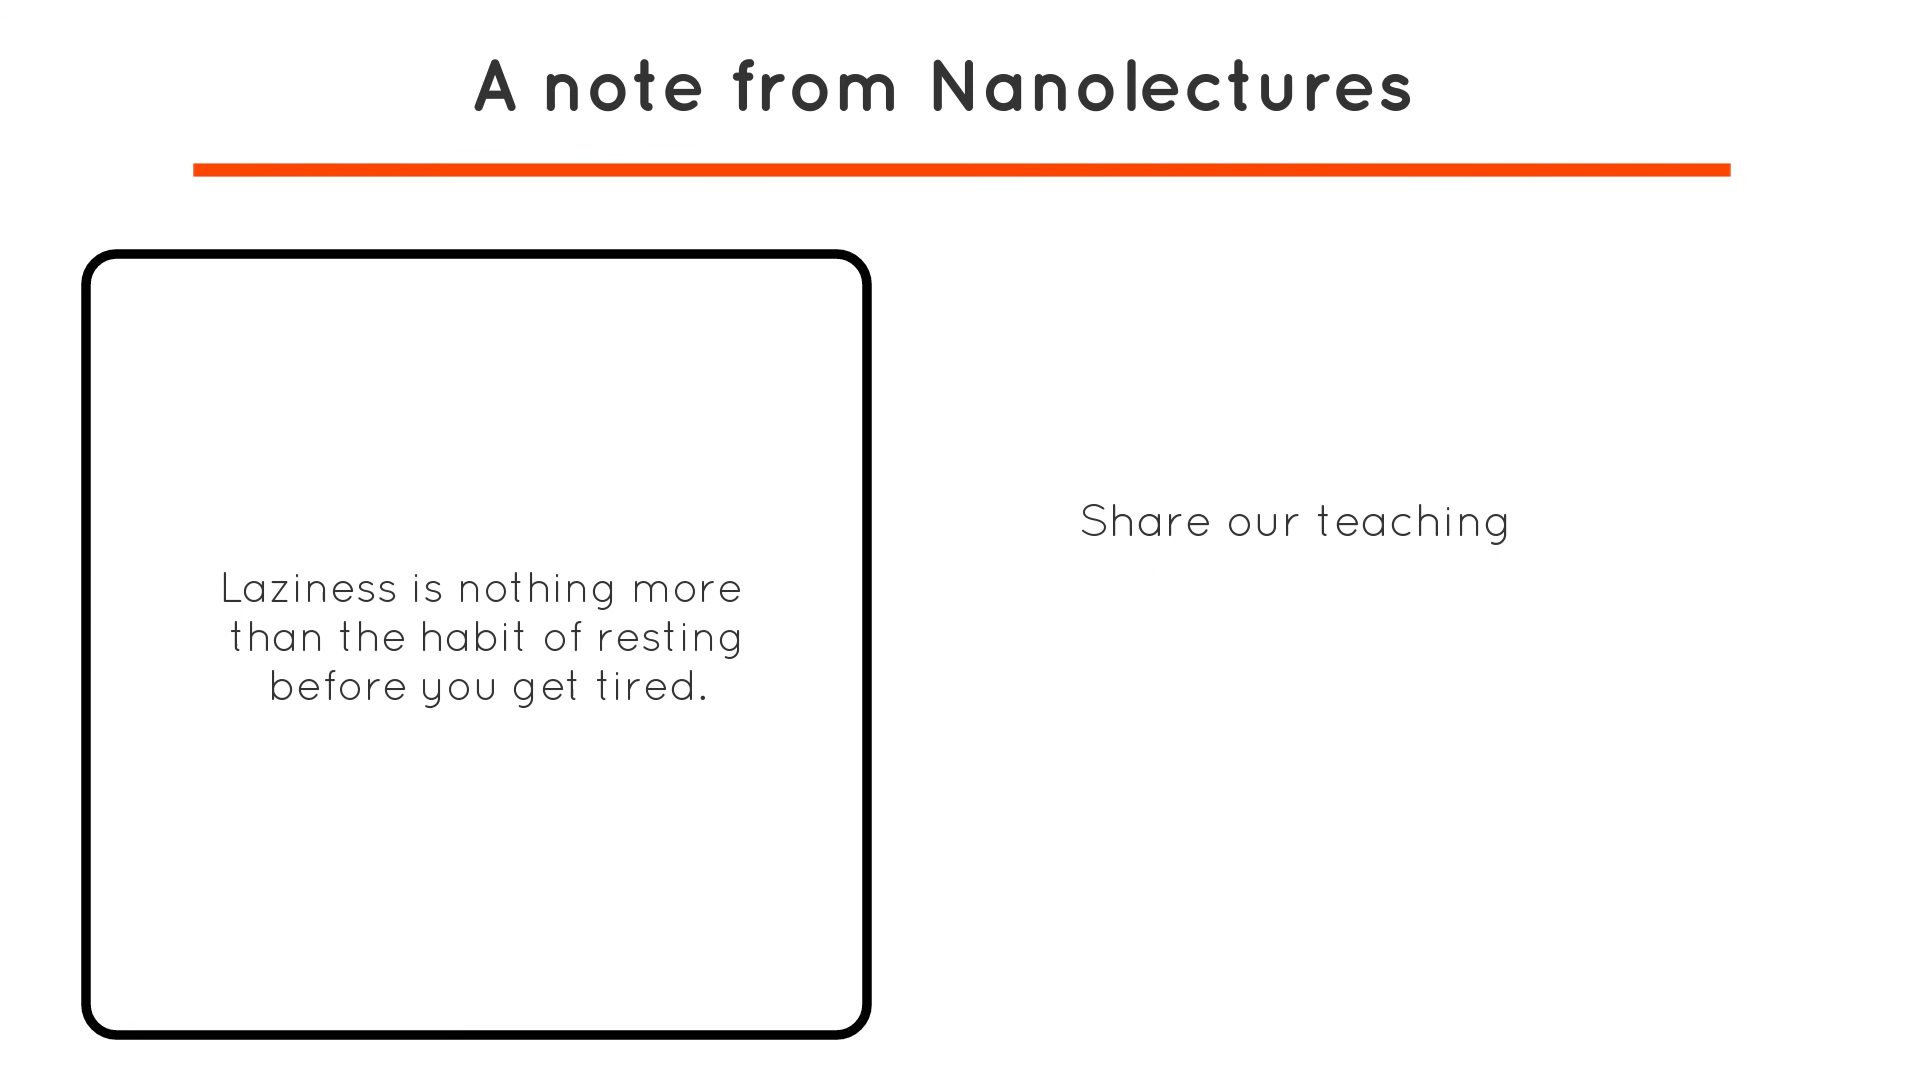 A note from Nanolectures
Laziness is nothing more
than the habit of resting
before you get tired.
Share our teaching